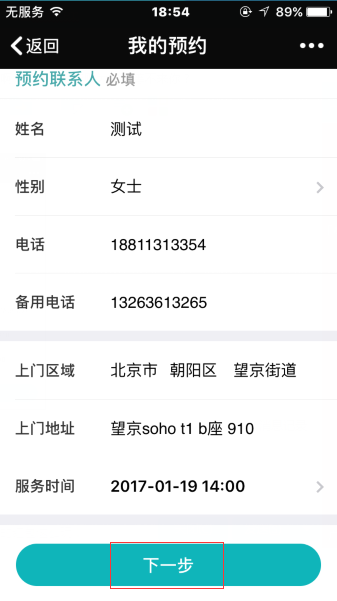 无服务 18:54 89%
返回 我的预约
预约联系人 必填
姓名 测试
性别 女士
电话 18811313354
备用电话 13263613265
上门区域 北京市 朝阳区 望京街道
上门地址 望京soho t1 b座 910
服务时间 2017-01-19 14:00
下一步